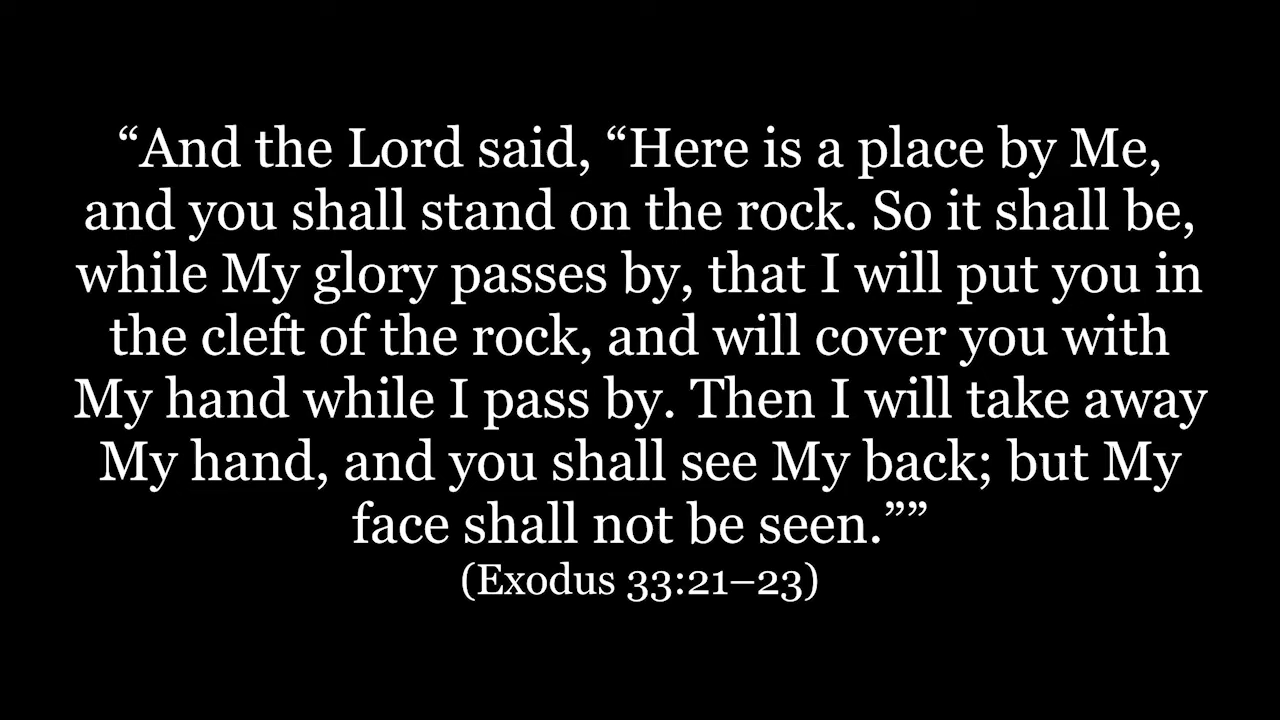 “And the Lord said, “Here is a place by Me,
and you shall stand on the rock. So it shall be,
while My glory passes by, that I will put you in
the cleft of the rock, and will cover you with
My hand while I pass by. Then I will take away
My hand, and you shall see My back; but My
face shall not be seen.””
(Exodus 33:21–23)